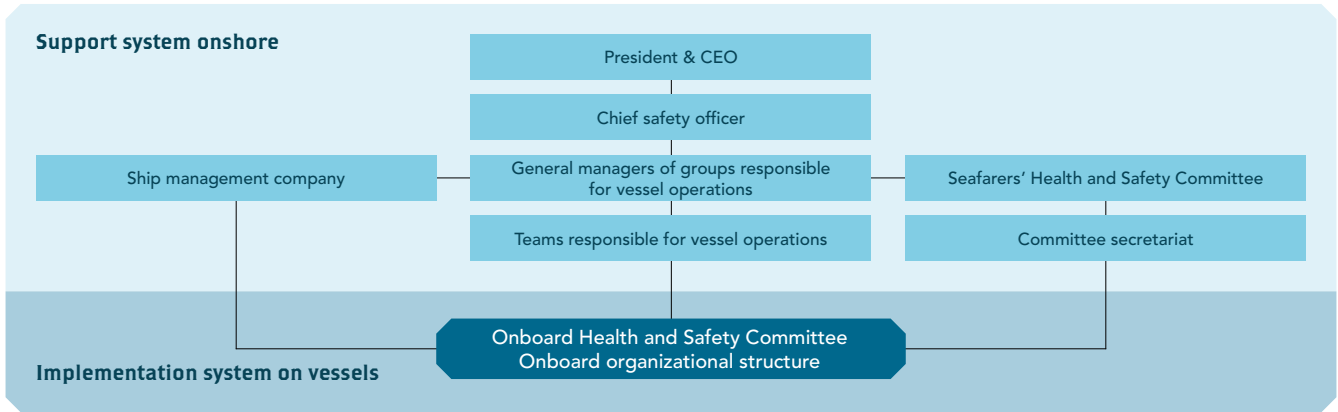 Support system onshore
President & CEO
Chief safety officer
Ship management company
General managers of groups responsible
for vessel operations
Seafarers’ Health and Safety Committee
Teams responsible for vessel operations
Committee secretariat
Onboard Health and Safety Committee
Onboard organizational structure
Implementation system on vessels